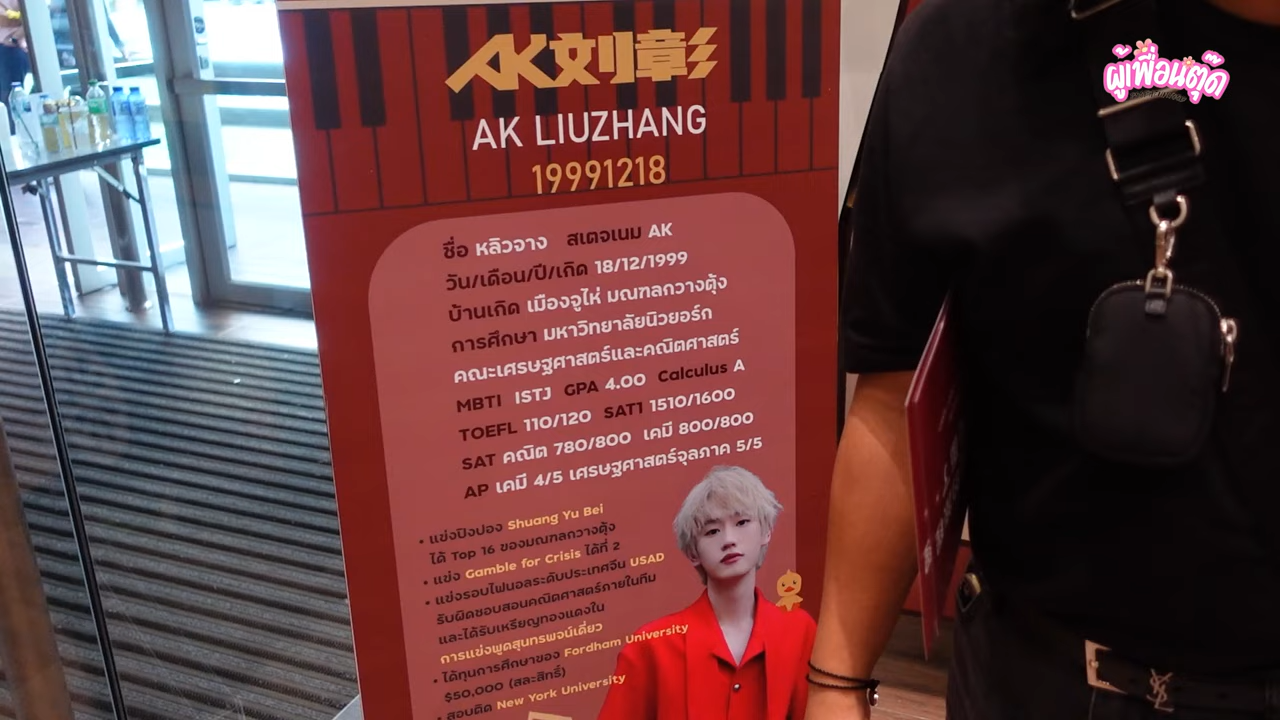 AK刘彰
AK LIUZHANG
19991218
ชื่อ หลิวจาง สเตจเนม AK
วัน/เดือน/ปี/เกิด 18/12/1999
บ้านเกิด เมืองจูไห่ มณฑลกวางตุ้ง
การศึกษา มหาวิทยาลัยนิวยอร์ก
คณะเศรษฐศาสตร์และคณิตศาสตร์
MBTI ISTJ GPA 4.00 Calculus A
TOEFL 110/120 SAT1 1510/1600
SAT คณิต 780/800 เคมี 800/800
AP เคมี 4/5 เศรษฐศาสตร์จุลภาค 5/5
• แข่งปิงปอง Shuang Yu Bei
ได้ Top 16 ของมณฑลกวางตุ้ง
• แข่ง Gamble for Crisis ได้ที่ 2
• แข่งรอบไฟนอลระดับประเทศจีน USAD
รับผิดชอบสอนคณิตศาสตร์ภายในทีม
และได้รับเหรียญทองแดงใน
การแข่งพูดสุนทรพจน์เดี่ยว
• ได้ทุนการศึกษาของ Fordham University
$50,000 (สละสิทธิ์)
• สอบติด New York University
ผู้เพื่อนตุ๊ด
YSL